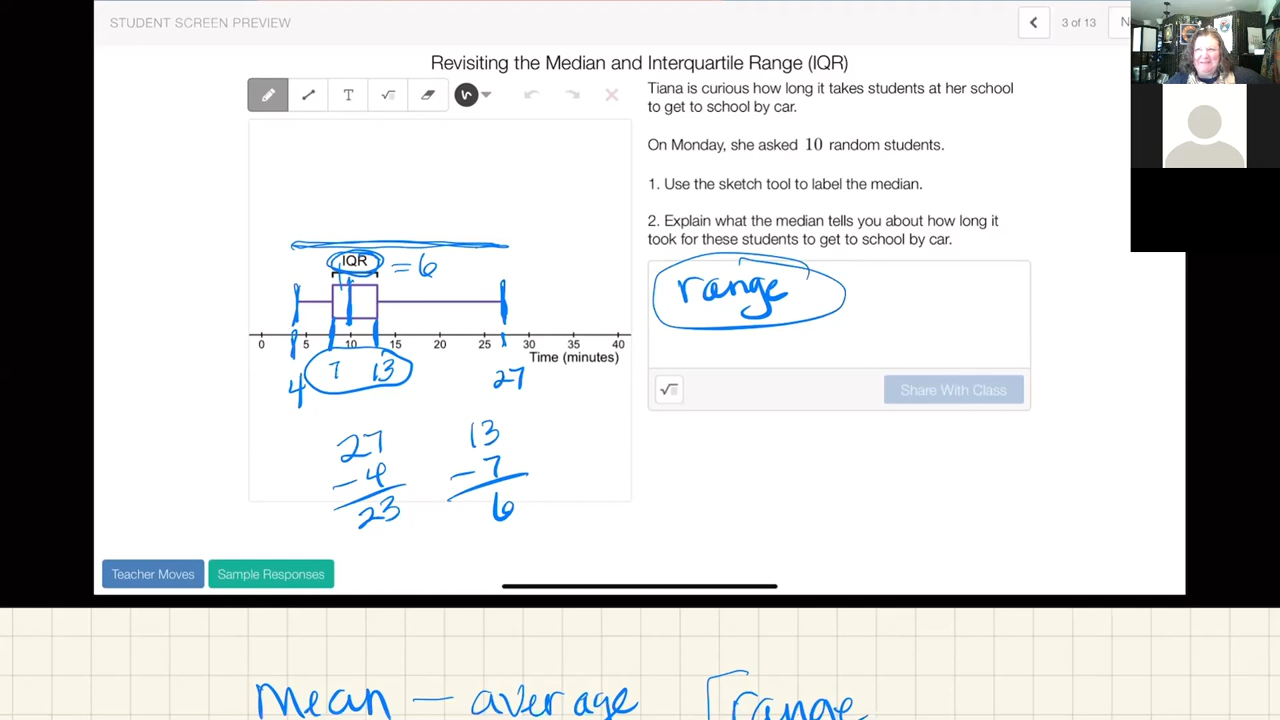 STUDENT SCREEN PREVIEW
3 of 13
N
Revisiting the Median and Interquartile Range (IQR)
T
Tiana is curious how long it takes students at her school
to get to school by car.
On Monday, she asked 10 random students.
1. Use the sketch tool to label the median.
2. Explain what the median tells you about how long it
took for these students to get to school by car.
IQR = 6
range
0 5 10 15 20 25 30 35 40
Time (minutes)
4 7 13 27
27
- 4
23
13
- 7
6
√
Share With Class
Teacher Moves
Sample Responses
Mean - average
range